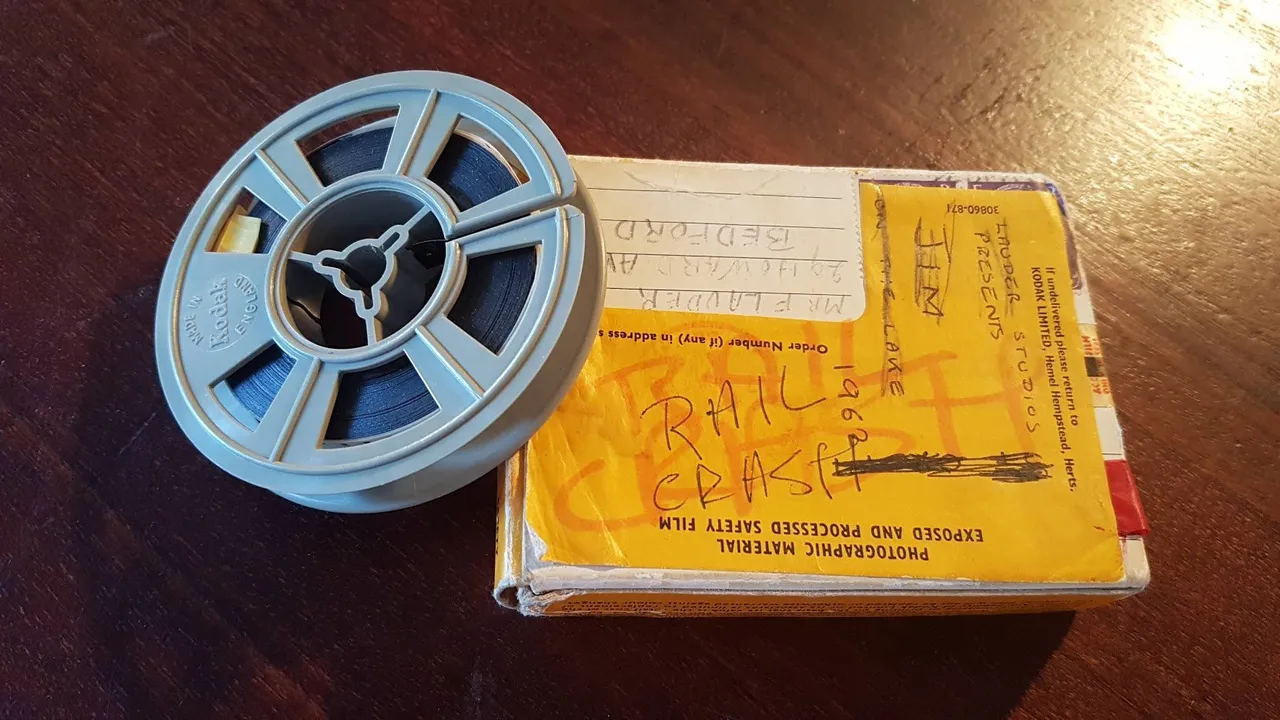 MADE IN
Kodak
ENGLAND
MR F LAUDER
29 HOWARD AV
BEDFORD
30860-871
LAUDER STUDIOS
PRESENTS
ON THE LAKE
1962
RAIL
CRASH
RAIL
CRASH
If undelivered please return to
KODAK LIMITED, Hemel Hempstead, Herts.
Order Number (if any) in address s
PHOTOGRAPHIC MATERIAL
EXPOSED AND PROCESSED SAFETY FILM